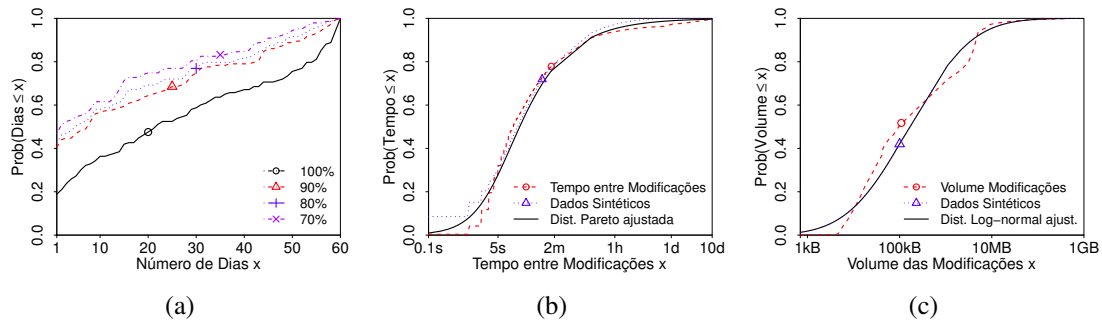 Prob(Dias ≤ x)
0.0 0.2 0.4 0.6 0.8 1.0
100%
90%
80%
70%
1 10 20 30 40 50 60
Número de Dias x
(a)
Prob(Tempo ≤ x)
0.0 0.2 0.4 0.6 0.8 1.0
Tempo entre Modificações
Dados Sintéticos
Dist. Pareto ajustada
0.1s 5s 2m 1h 1d 10d
Tempo entre Modificações x
(b)
Prob(Volume ≤ x)
0.0 0.2 0.4 0.6 0.8 1.0
Volume Modificações
Dados Sintéticos
Dist. Log−normal ajust.
1kB 100kB 10MB 1GB
Volume das Modificações x
(c)